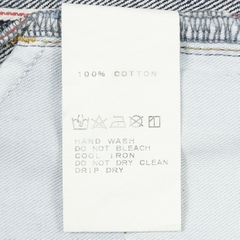 100% COTTON
HAND WASH
DO NOT BLEACH
COOL IRON
DO NOT DRY CLEAN
DRIP DRY